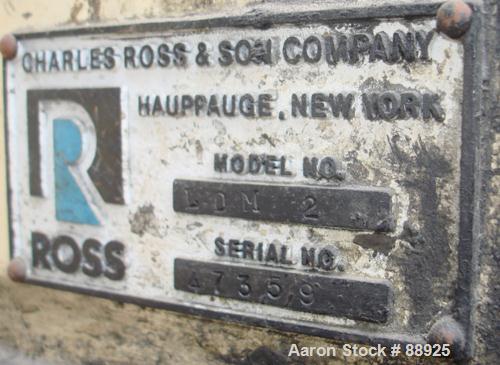 CHARLES ROSS & SON COMPANY
HAUPPAUGE, NEW YORK
R
ROSS
MODEL NO.
LDM 2
SERIAL NO.
47359
Aaron Stock # 88925